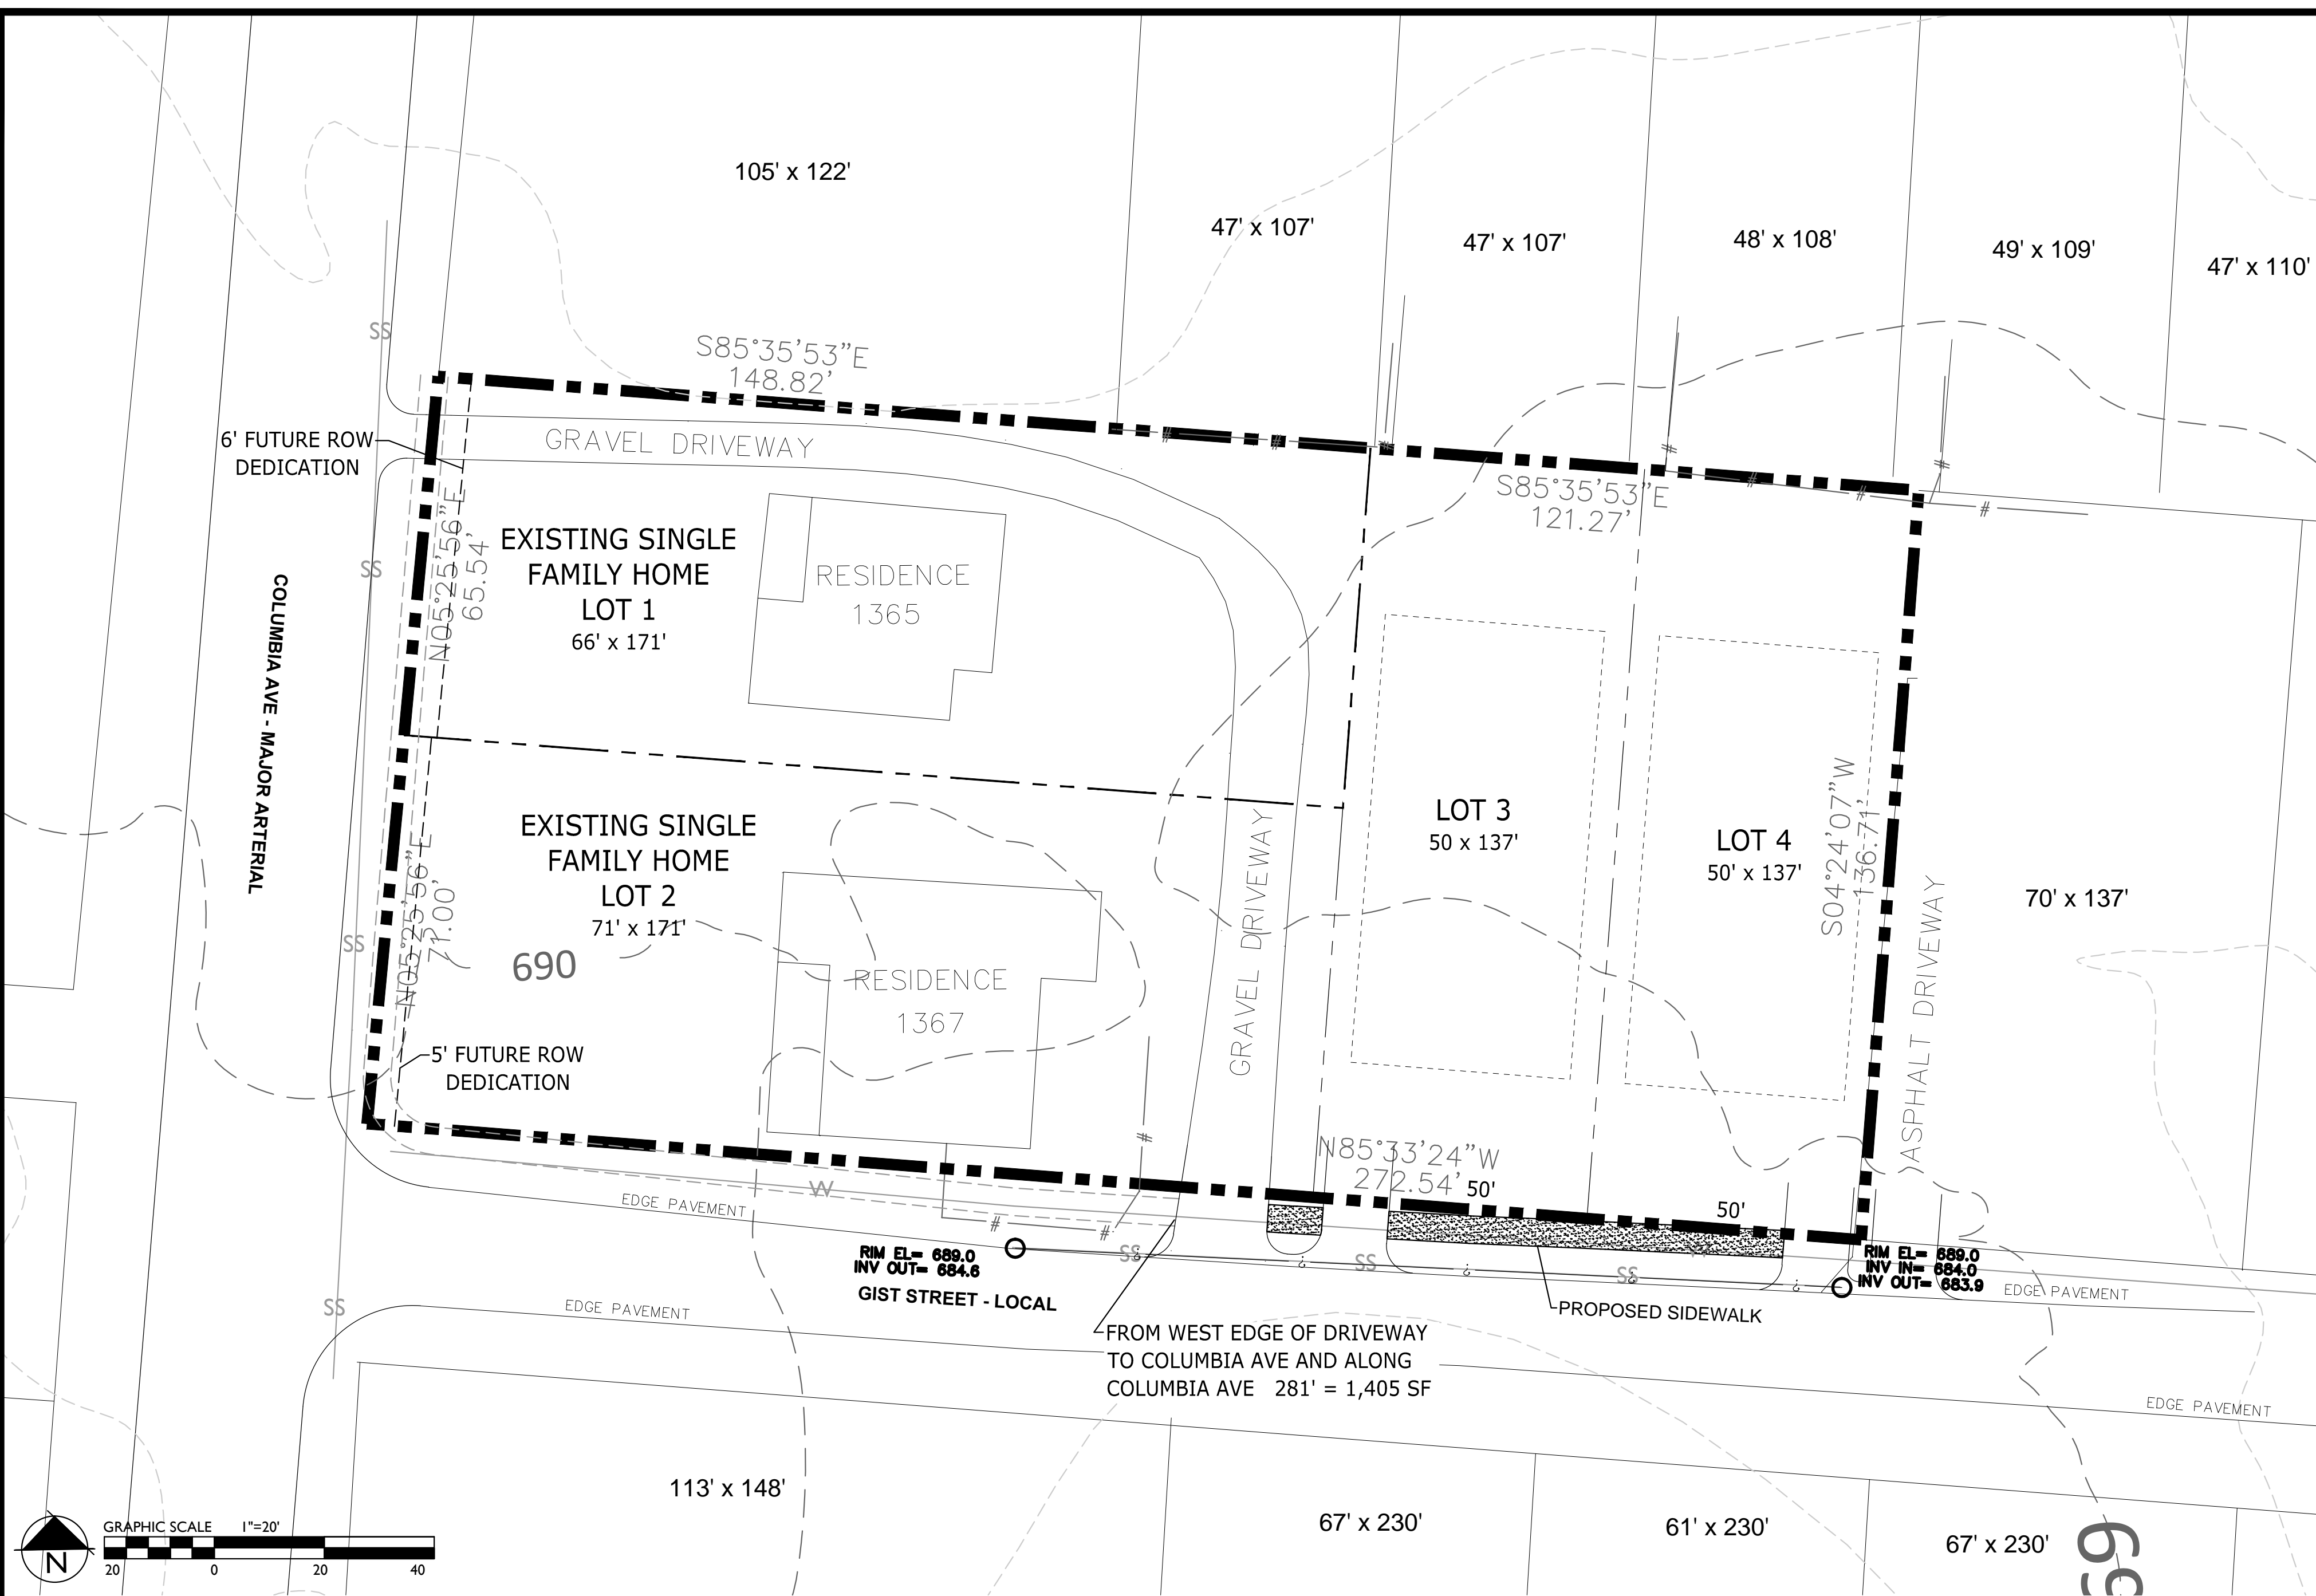 105' x 122'
47' x 107'
47' x 107'
48' x 108'
49' x 109'
47' x 110'
SS
S85°35'53"E
148.82'
6' FUTURE ROW
DEDICATION
GRAVEL DRIVEWAY
S85°35'53"E
121.27'
N05°25'56"E
65.54'
EXISTING SINGLE
FAMILY HOME
LOT 1
66' x 171'
RESIDENCE
1365
SS
COLUMBIA AVE - MAJOR ARTERIAL
EXISTING SINGLE
FAMILY HOME
LOT 2
71' x 171'
690
RESIDENCE
1367
GRAVEL DRIVEWAY
LOT 3
50 x 137'
LOT 4
50' x 137'
S04°24'07"W
136.71'
ASPHALT DRIVEWAY
70' x 137'
N05°25'56"E
71.00'
SS
5' FUTURE ROW
DEDICATION
N85°33'24"W
272.54'
50'
50'
W
EDGE PAVEMENT
RIM EL= 689.0
INV OUT= 684.6
SS
SS
SS
W
RIM EL= 689.0
INV IN= 684.0
INV OUT= 683.9
EDGE PAVEMENT
GIST STREET - LOCAL
SS
EDGE PAVEMENT
PROPOSED SIDEWALK
FROM WEST EDGE OF DRIVEWAY
TO COLUMBIA AVE AND ALONG
COLUMBIA AVE 281' = 1,405 SF
EDGE PAVEMENT
113' x 148'
67' x 230'
61' x 230'
67' x 230'
N
GRAPHIC SCALE 1"=20'
20 0 20 40